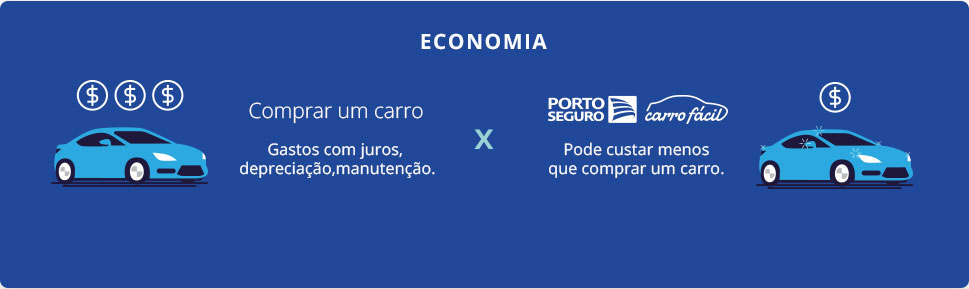 ECONOMIA
$ $ $
Comprar um carro
Gastos com juros,
depreciação,manutenção.
X
PORTO
SEGURO
carro fácil
Pode custar menos
que comprar um carro.
$